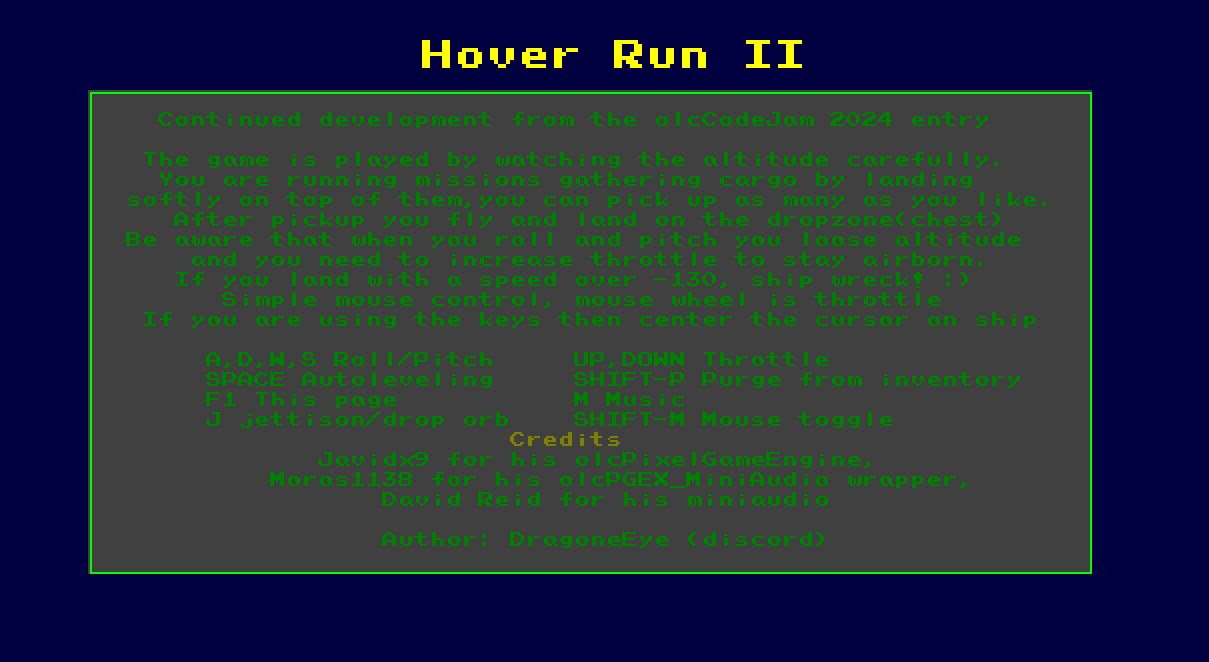 Hover Run II
Continued development from the olcCodeJam 2024 entry
The game is played by watching the altitude carefully.
You are running missions gathering cargo by landing
softly on top of them,you can pick up as many as you like.
After pickup you fly and land on the dropzone(chest)
Be aware that when you roll and pitch you loose altitude
and you need to increase throttle to stay airborn.
If you land with a speed over -130, ship wreck! :)
Simple mouse control, mouse wheel is throttle
If you are using the keys then center the cursor on ship
A,D,W,S Roll/Pitch UP,DOWN Throttle
SPACE Autoleveling SHIFT-P Purge from inventory
F1 This page M Music
J jettison/drop orb SHIFT-M Mouse toggle
Credits
Javidx9 for his olcPixelGameEngine,
Moros1138 for his olcPGEX_MiniAudio wrapper,
David Reid for his miniaudio
Author: DragoneEye (discord)